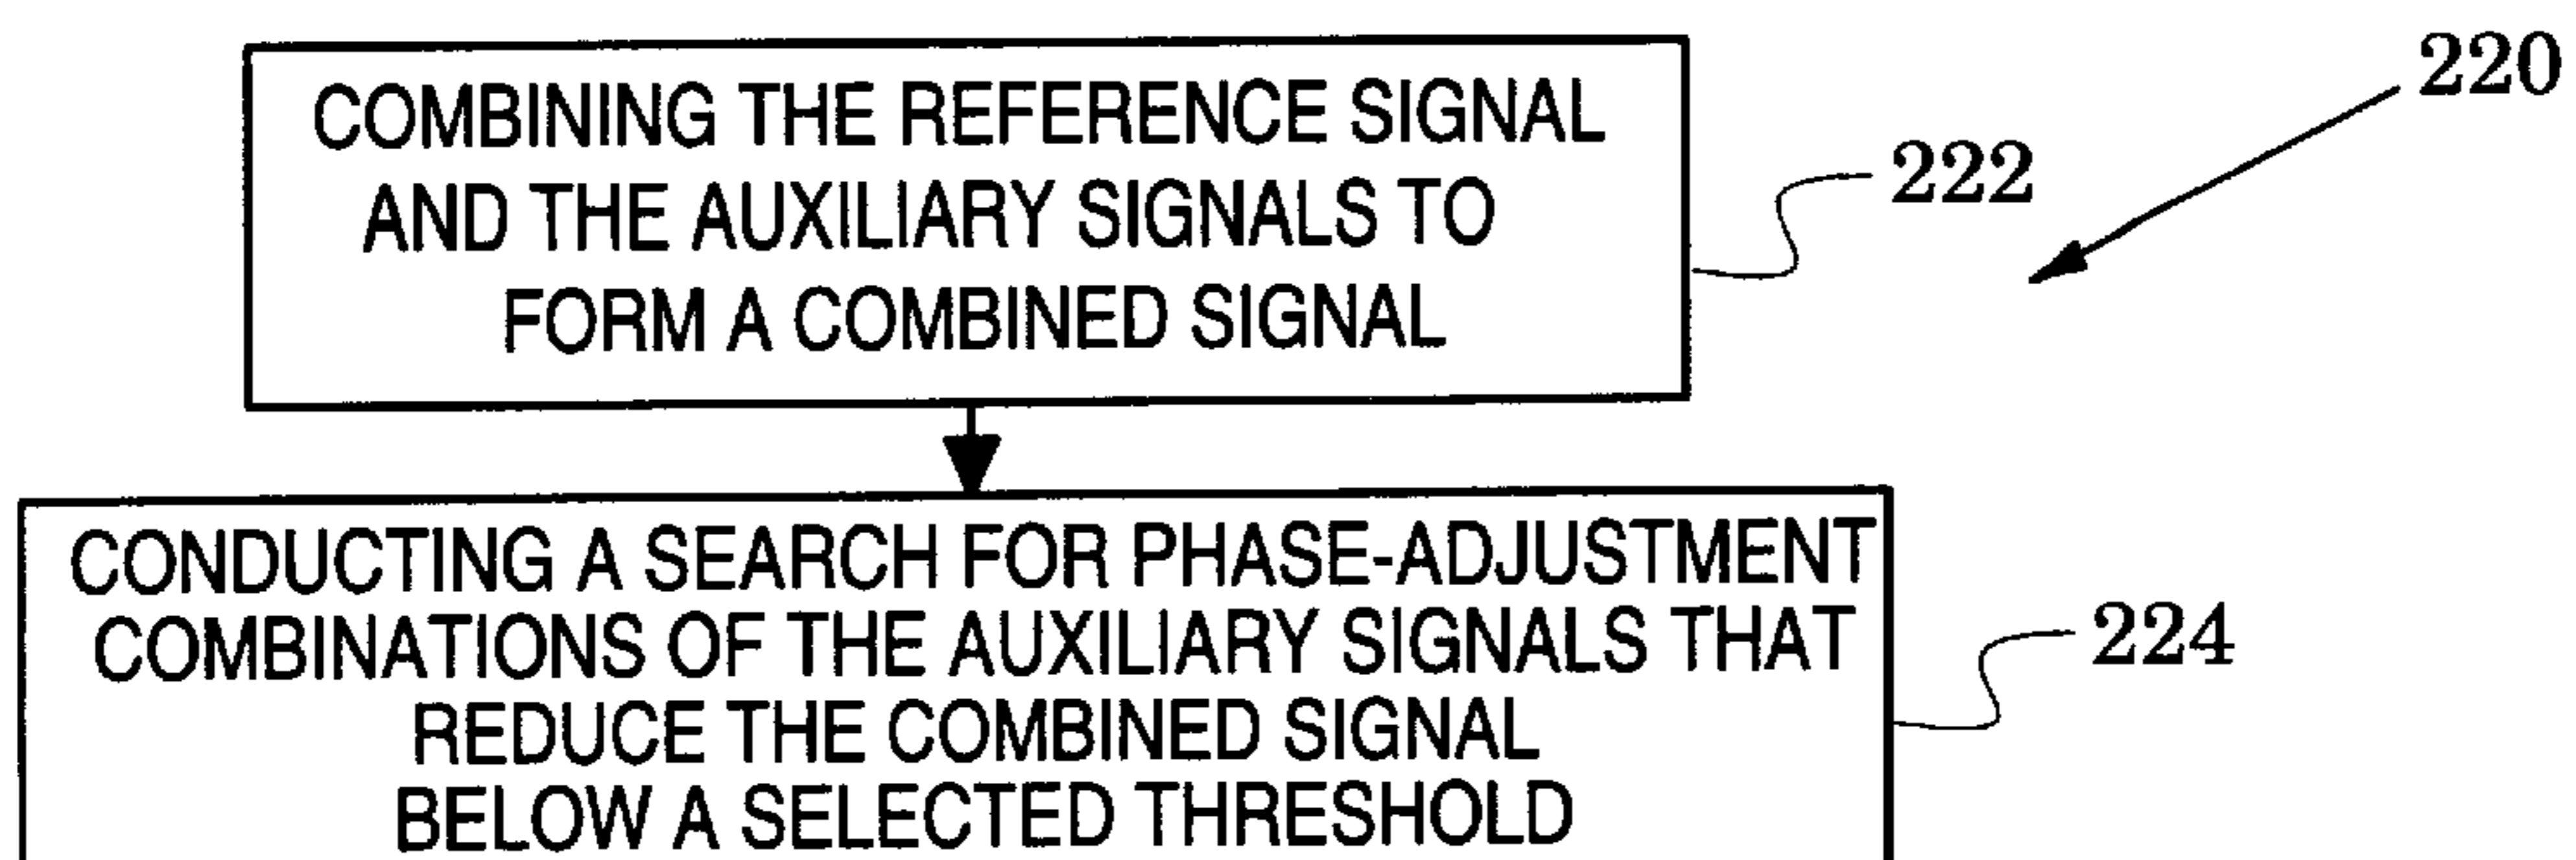 220
COMBINING THE REFERENCE SIGNAL
AND THE AUXILIARY SIGNALS TO
FORM A COMBINED SIGNAL
222
CONDUCTING A SEARCH FOR PHASE-ADJUSTMENT
COMBINATIONS OF THE AUXILIARY SIGNALS THAT
REDUCE THE COMBINED SIGNAL
BELOW A SELECTED THRESHOLD
224